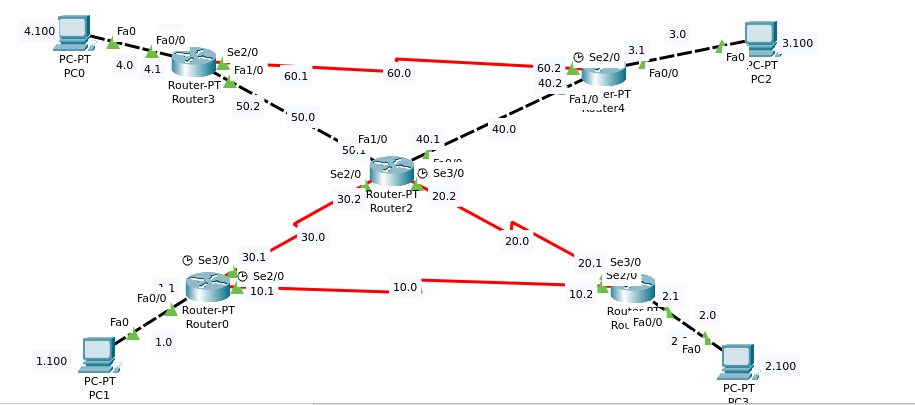 4.100
Fa0
Fa0/0
PC-PT
PC0
4.0
4.1
Se2/0
Fa1/0
Router-PT
Router3
60.1
60.0
60.2
40.2
Se2/0
3.1
3.0
Fa0/0
Fa0
3.100
PC-PT
PC2
Fa1/0
50.2
50.0
40.0
Fa1/0
50.1
40.1
Se2/0
Se3/0
30.2
Router-PT
Router2
20.2
30.0
20.0
Se3/0
30.1
Se2/0
10.1
Fa0/0
Router-PT
Router0
10.0
20.1
Se3/0
Se2/0
10.2
2.1
Fa0/0
2.0
Fa0
Fa0
1.0
1.100
PC-PT
PC1
2.100
PC-PT
PC3